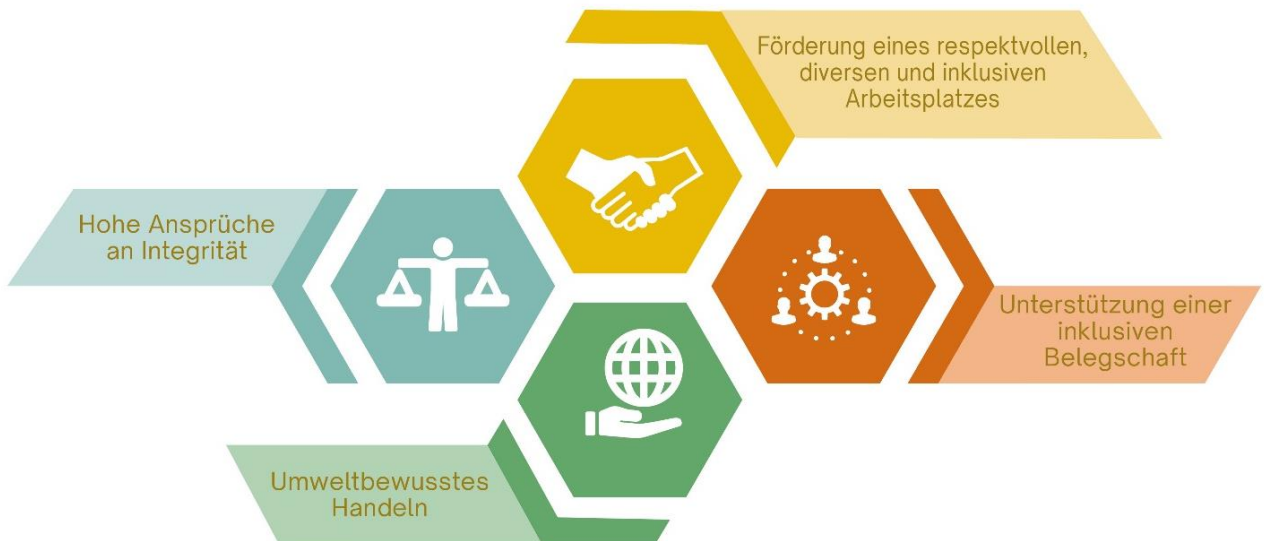 Förderung eines respektvollen,
diversen und inklusiven
Arbeitsplatzes
Hohe Ansprüche
an Integrität
Unterstützung einer
inklusiven
Belegschaft
Umweltbewusstes
Handeln